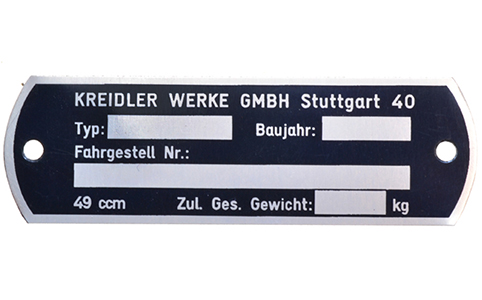 KREIDLER WERKE GMBH Stuttgart 40
Typ: Baujahr:
Fahrgestell Nr.:
49 ccm Zul. Ges. Gewicht: kg